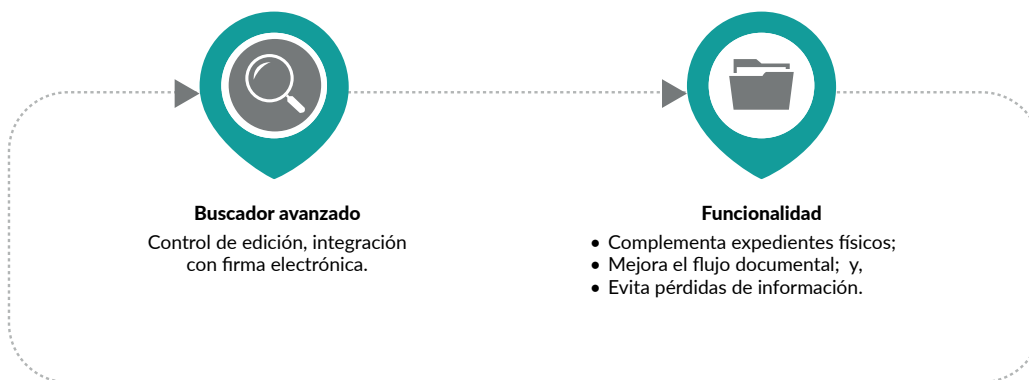 Buscador avanzado
Control de edición, integración
con firma electrónica.
Funcionalidad
• Complementa expedientes físicos;
• Mejora el flujo documental;  y,
• Evita pérdidas de información.